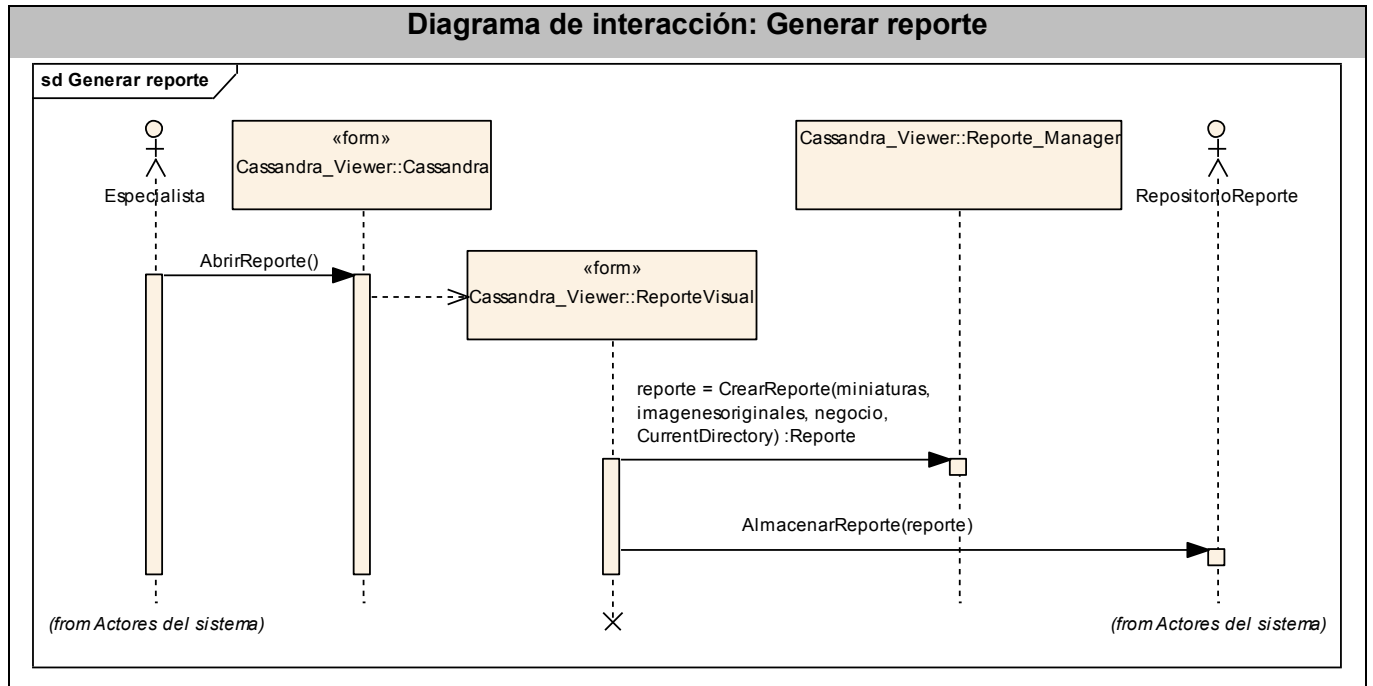 Diagrama de interacción: Generar reporte
sd Generar reporte
Especialista
«form»
Cassandra_Viewer::Cassandra
Cassandra_Viewer::Reporte_Manager
RepositorioReporte
AbrirReporte()
«form»
Cassandra_Viewer::ReporteVisual
reporte = CrearReporte(miniaturas,
imagenesoriginales, negocio,
CurrentDirectory) :Reporte
AlmacenarReporte(reporte)
(from Actores del sistema)
(from Actores del sistema)